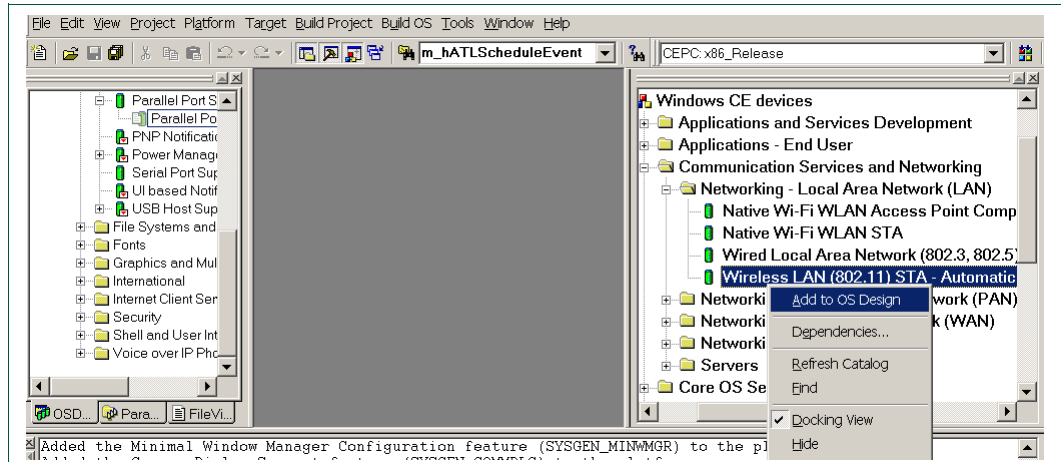 File Edit View Project Platform Target Build Project Build OS Tools Window Help
m_hATLScheduleEvent CEPC: x86_Release
Parallel Port S
Parallel Po
PNP Notificatic
Power Manage
Serial Port Sup
UI based Notif
USB Host Sup
File Systems and
Fonts
Graphics and Mul
International
Internet Client Ser
Security
Shell and User Int
Voice over IP Pho
OSD... Para... FileVi...
Windows CE devices
Applications and Services Development
Applications - End User
Communication Services and Networking
Networking - Local Area Network (LAN)
Native Wi-Fi WLAN Access Point Comp
Native Wi-Fi WLAN STA
Wired Local Area Network (802.3, 802.5)
Wireless LAN (802.11) STA - Automatic
Networki work (PAN)
Networki k (WAN)
Networki
Servers
Core OS Se
Add to OS Design
Dependencies...
Refresh Catalog
Find
Docking View
Hide
Added the Minimal Window Manager Configuration feature (SYSGEN_MINWMGR) to the pl